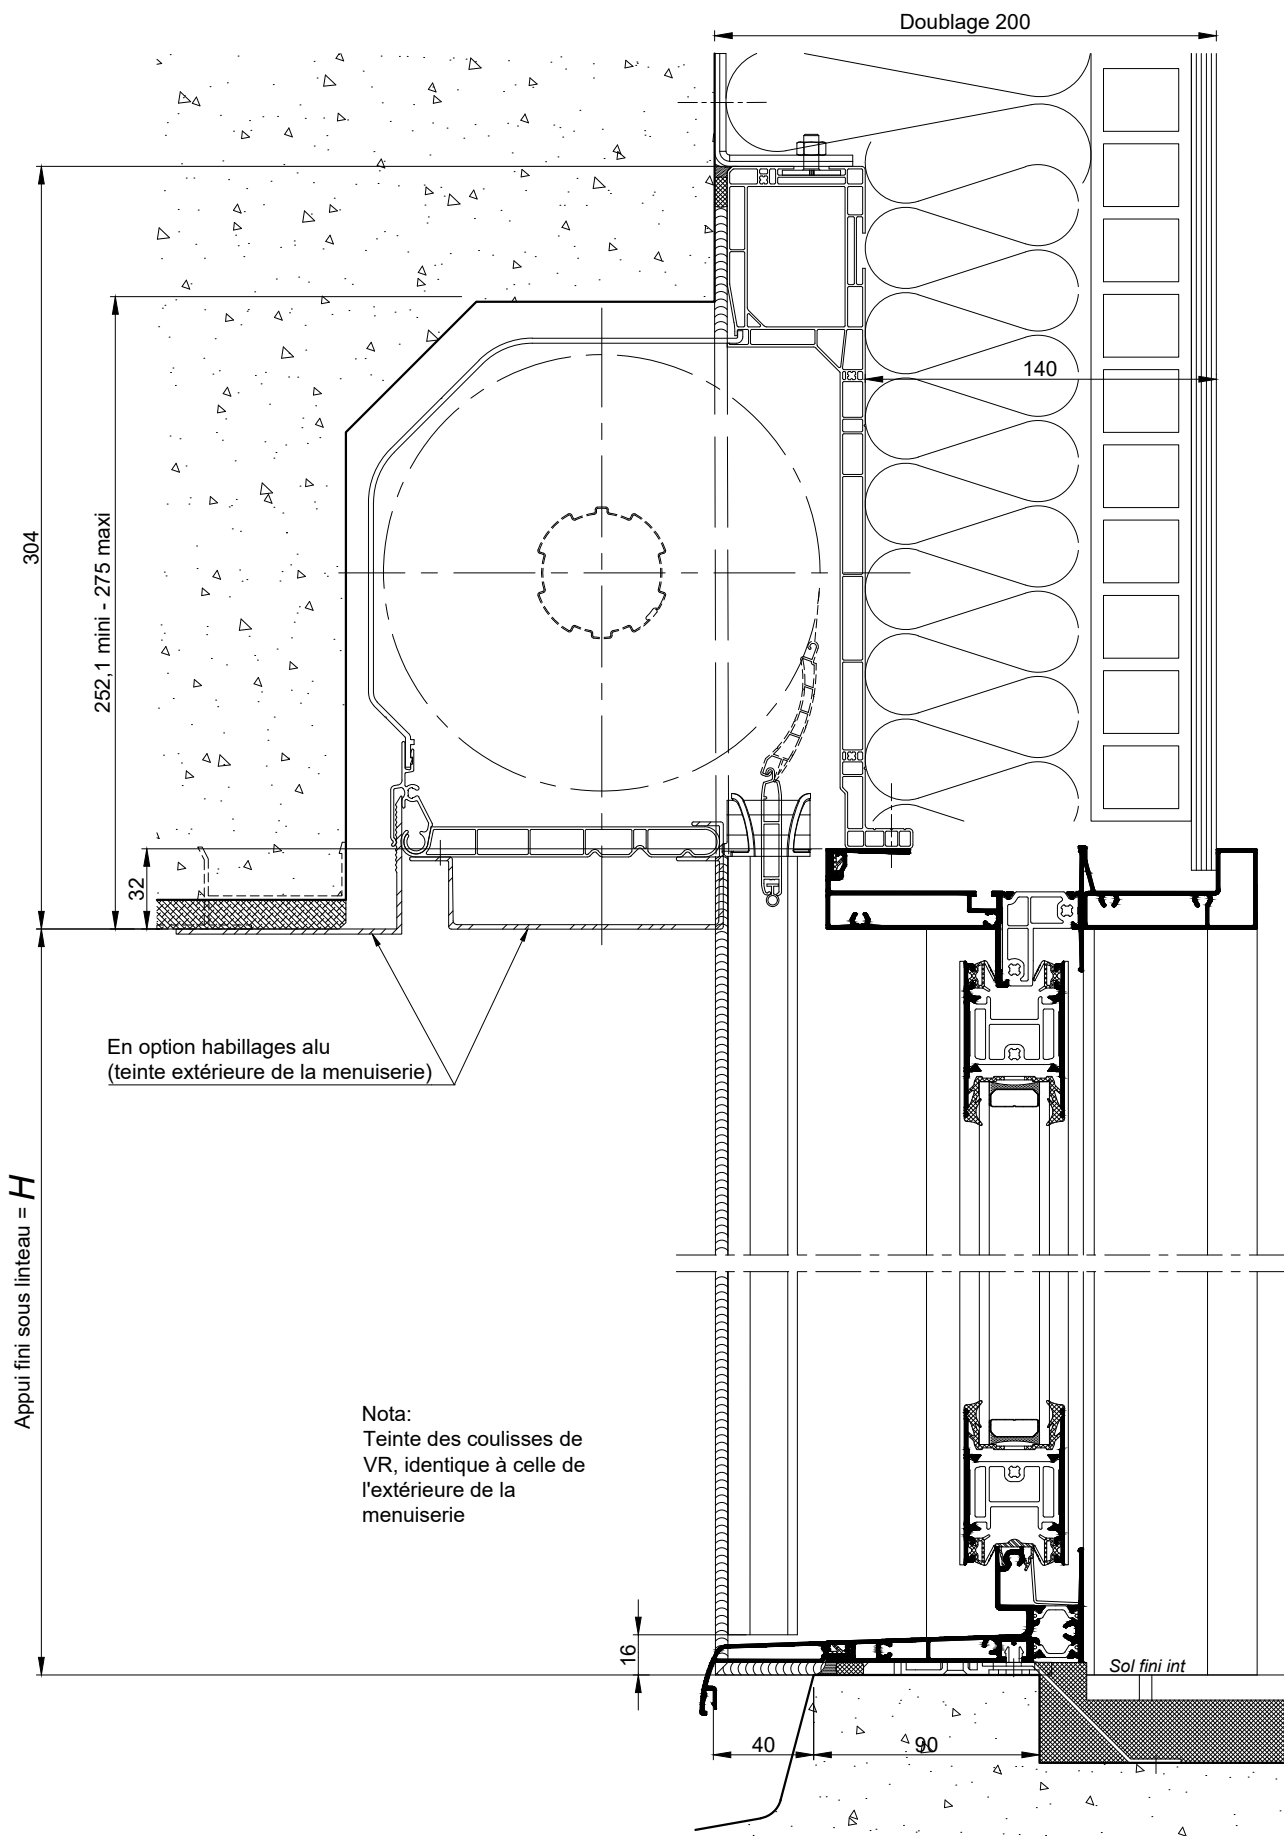 Doublage 200
140
304
252,1 mini - 275 maxi
32
En option habillages alu
(teinte extérieure de la menuiserie)
Appui fini sous linteau = H
Nota:
Teinte des coulisses de
VR, identique à celle de
l'extérieure de la
menuiserie
16
Sol fini int
40
90